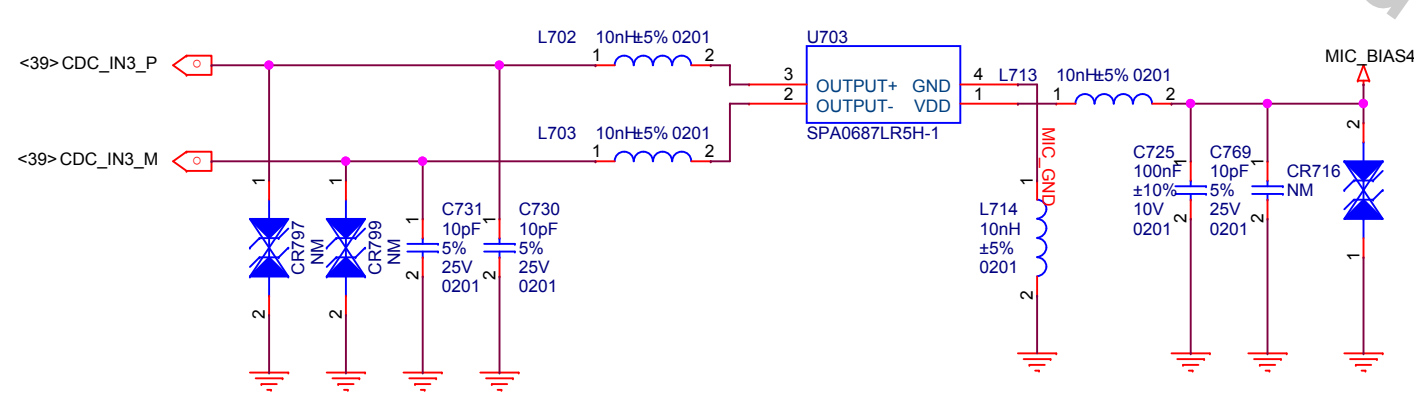 <39> CDC_IN3_P
L702 10nH±5% 0201
1 2
U703
3 OUTPUT+ GND 4
2 OUTPUT- VDD 1
SPA0687LR5H-1
L713 10nH±5% 0201
1 2
MIC_BIAS4
<39> CDC_IN3_M
L703 10nH±5% 0201
1 2
MIC_GND
1
CR797
NM
2
1
CR799
NM
2
1
C731
10pF
5%
25V
0201
2
1
C730
10pF
5%
25V
0201
2
1
L714
10nH
±5%
0201
2
1
C725
100nF
±10%
10V
0201
2
1
C769
10pF
5%
25V
0201
2
2
CR716
NM
1